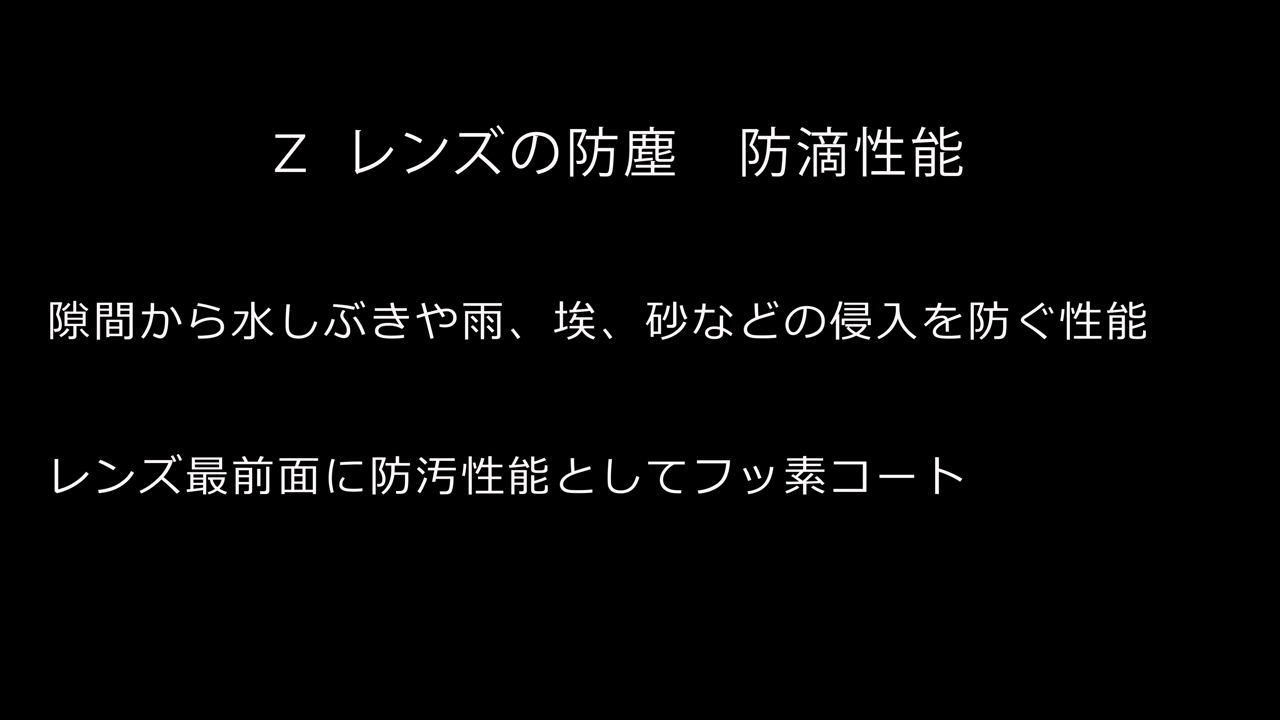 Z レンズの防塵　防滴性能
隙間から水しぶきや雨、埃、砂などの侵入を防ぐ性能
レンズ最前面に防汚性能としてフッ素コート